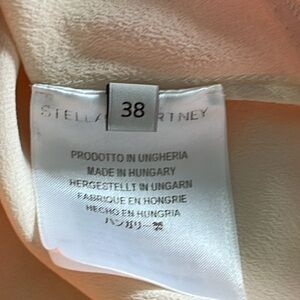 38
STELLA RTNEY
PRODOTTO IN UNGHERIA
MADE IN HUNGARY
HERGESTELLT IN UNGARN
FABRIQUE EN HONGRIE
HECHO EN HUNGRIA
ハンガリー製